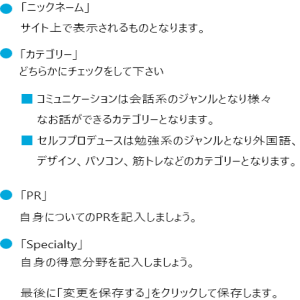 「ニックネーム」
サイト上で表示されるものとなります。
「カテゴリー」
どちらかにチェックをして下さい
コミュニケーションは会話系のジャンルとなり様々
なお話ができるカテゴリーとなります。
セルフプロデュースは勉強系のジャンルとなり外国語、
デザイン、パソコン、筋トレなどのカテゴリーとなります。
「PR」
自身についてのPRを記入しましょう。
「Specialty」
自身の得意分野を記入しましょう。
最後に「変更を保存する」をクリックして保存します。